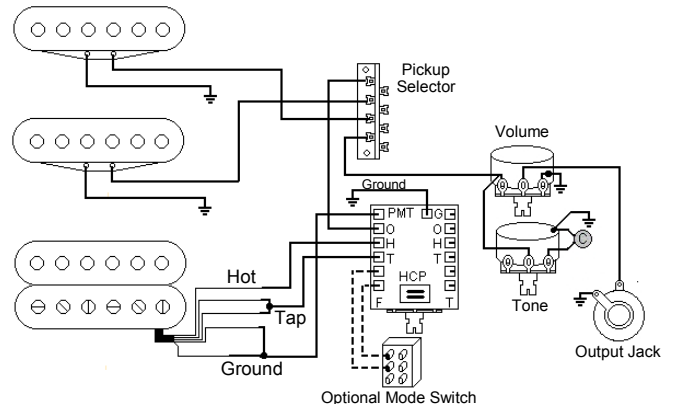 Pickup
Selector
Volume
Ground
PMT G
O O
H H
T T
HCP
F T
Hot
Tap
Ground
C
Tone
Output Jack
Optional Mode Switch